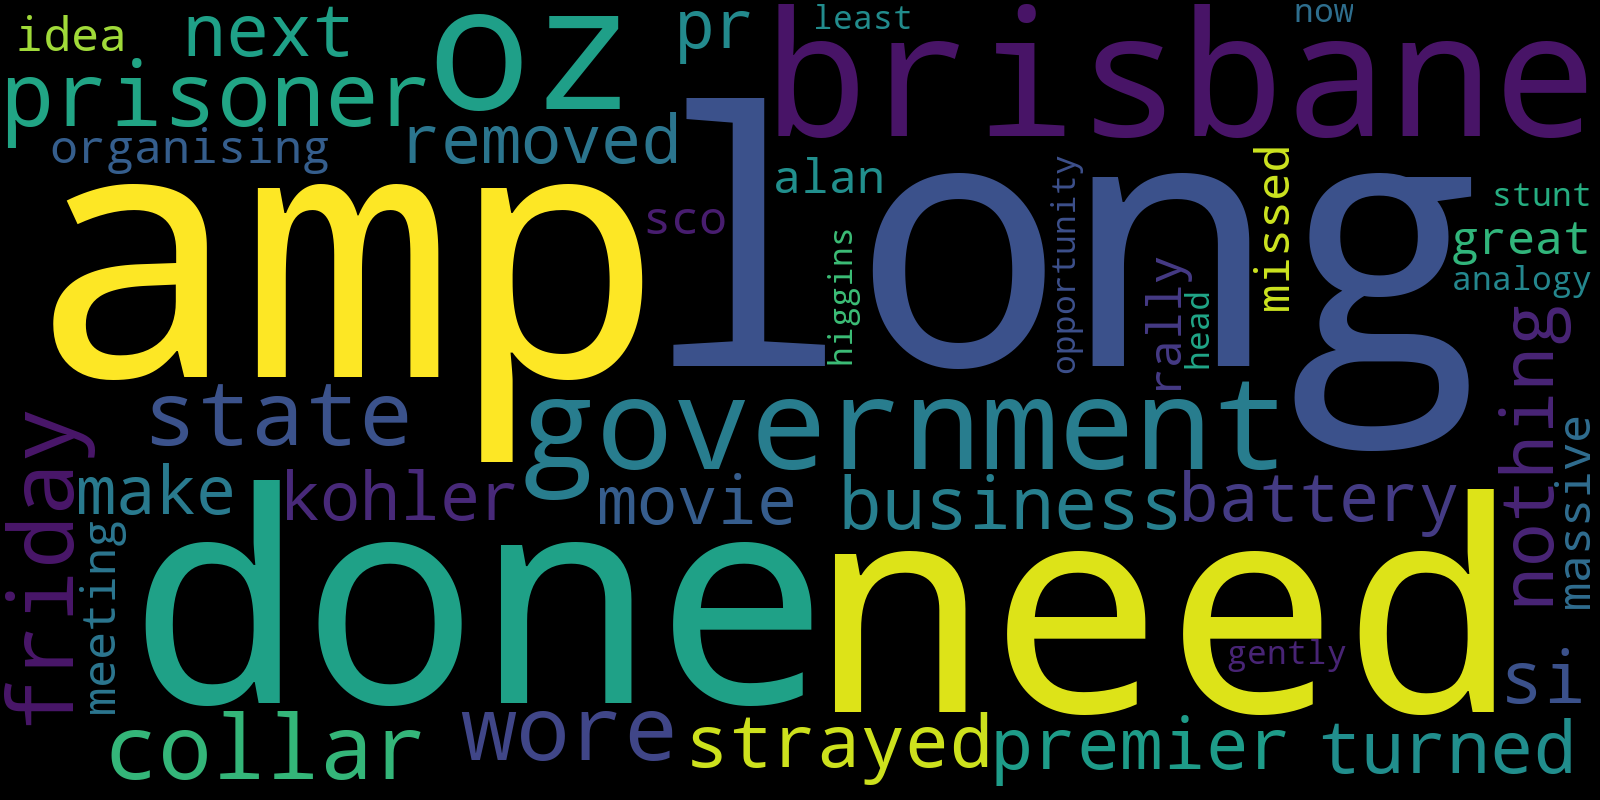 idea
next
oz
pr
least
now
brisbane
prisoner
organising
removed
amp
long
sco
alan
higgins
opportunity
rally
head
missed
stunt
great
analogy
nothing
massive
state
government
friday
make
kohler
movie
business
battery
meeting
done
need
gently
si
collar
wore
strayed
premier
turned